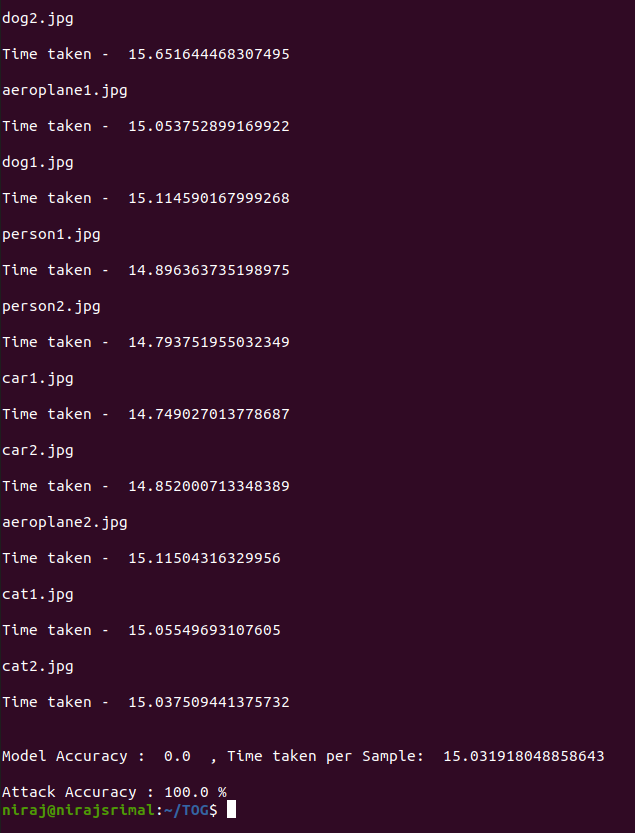 dog2.jpg
Time taken -  15.651644468307495
aeroplane1.jpg
Time taken -  15.053752899169922
dog1.jpg
Time taken -  15.114590167999268
person1.jpg
Time taken -  14.896363735198975
person2.jpg
Time taken -  14.793751955032349
car1.jpg
Time taken -  14.749027013778687
car2.jpg
Time taken -  14.852000713348389
aeroplane2.jpg
Time taken -  15.11504316329956
cat1.jpg
Time taken -  15.05549693107605
cat2.jpg
Time taken -  15.037509441375732
Model Accuracy :  0.0  , Time taken per Sample:  15.031918048858643
Attack Accuracy : 100.0 %
niraj@nirajsrimal:~/TOG$